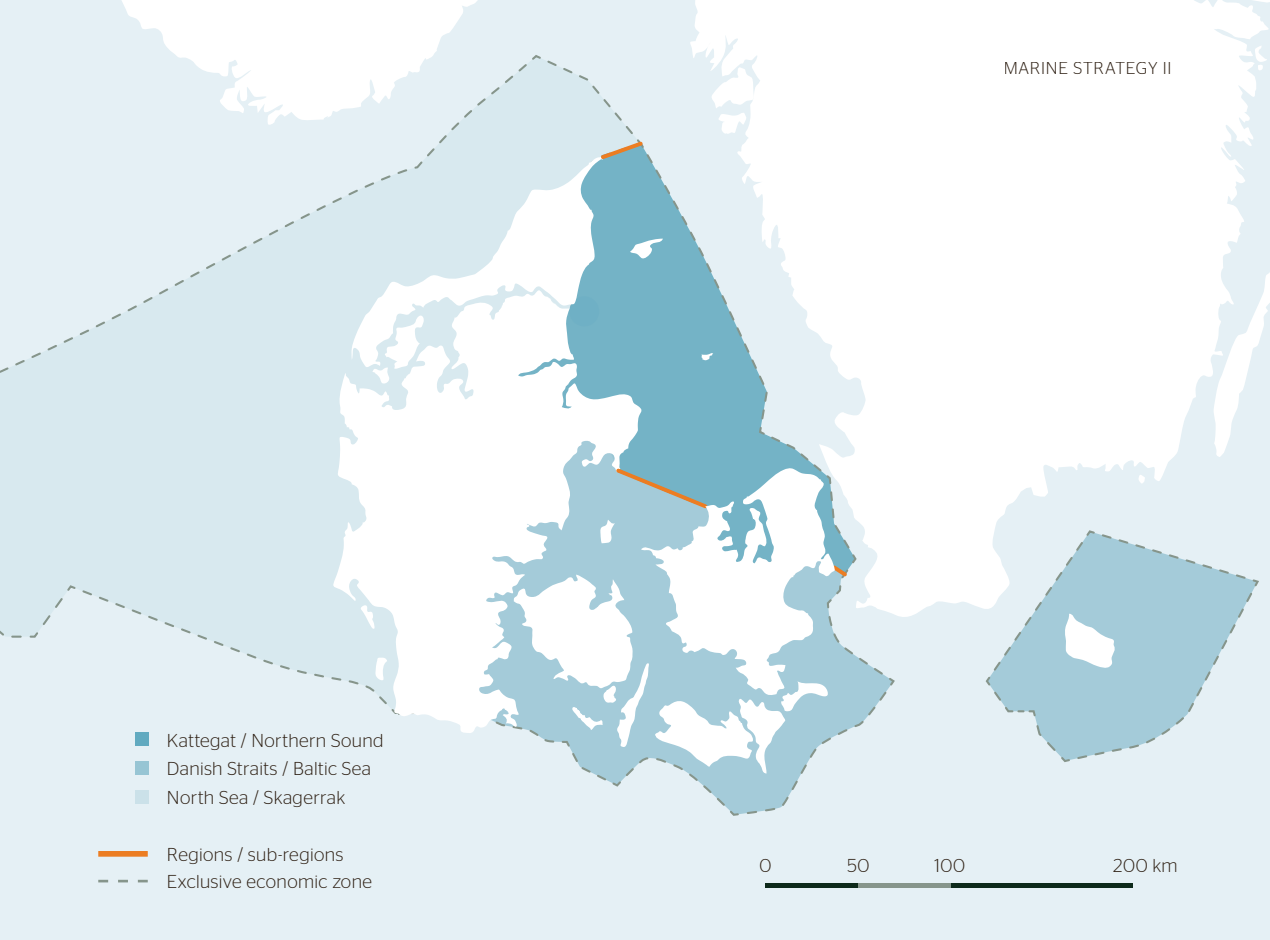 MARINE STRATEGY II
Kattegat / Northern Sound
Danish Straits / Baltic Sea
North Sea / Skagerrak
Regions / sub-regions
Exclusive economic zone
0 50 100 200 km